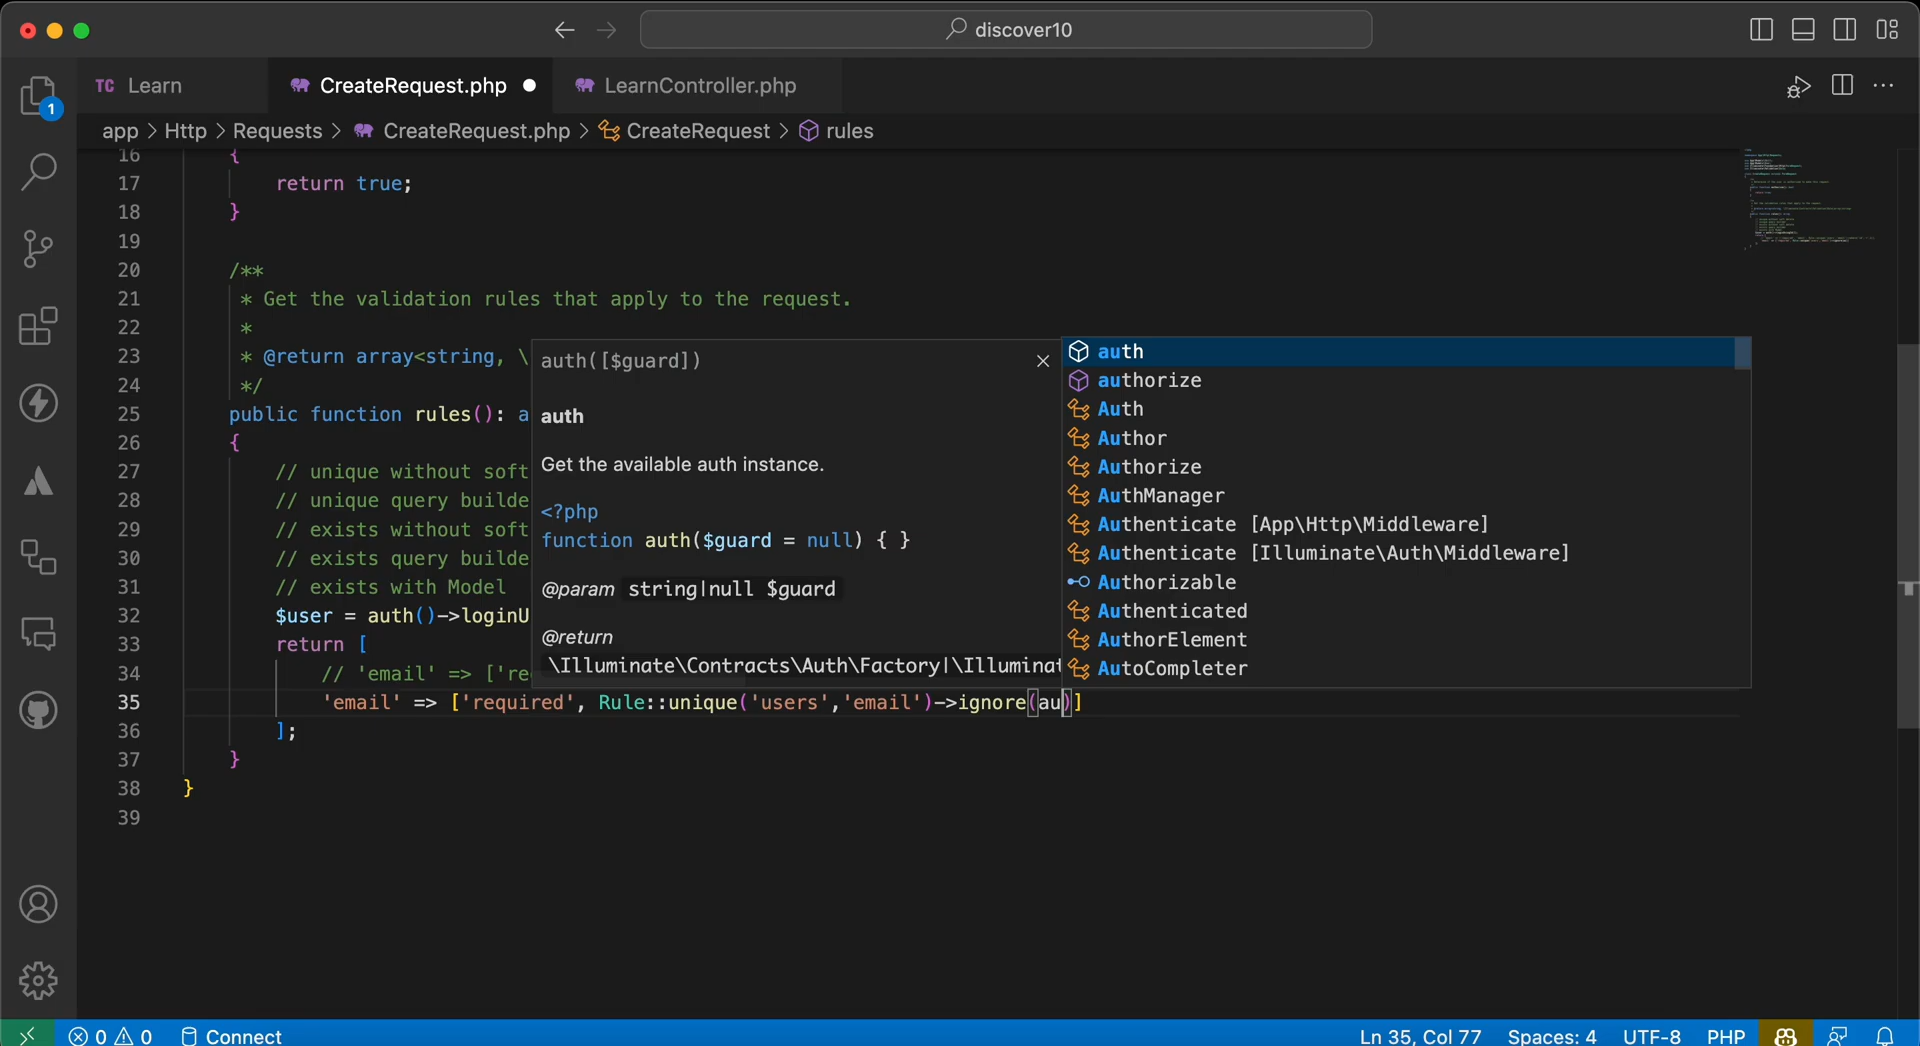 discover10
TC Learn
CreateRequest.php
LearnController.php
1
app > Http > Requests > CreateRequest.php > CreateRequest > rules
16 {
17 return true;
18 }
19
20 /**
21 * Get the validation rules that apply to the request.
22 *
23 * @return array<string, \
24 */
25 public function rules(): a
26 {
27 // unique without soft
28 // unique query builde
29 // exists without soft
30 // exists query builde
31 // exists with Model
32 $user = auth()->loginU
33 return [
34 // 'email' => ['re
35 'email' => ['required', Rule::unique('users','email')->ignore(au)]
36 ];
37 }
38 }
39
auth([$guard])
auth
Get the available auth instance.
<?php
function auth($guard = null) { }
@param string|null $guard
@return
\Illuminate\Contracts\Auth\Factory|\Illuminat
auth
authorize
Auth
Author
Authorize
AuthManager
Authenticate [App\Http\Middleware]
Authenticate [Illuminate\Auth\Middleware]
Authorizable
Authenticated
AuthorElement
AutoCompleter
0 0 Connect
Ln 35, Col 77 Spaces: 4 UTF-8 PHP